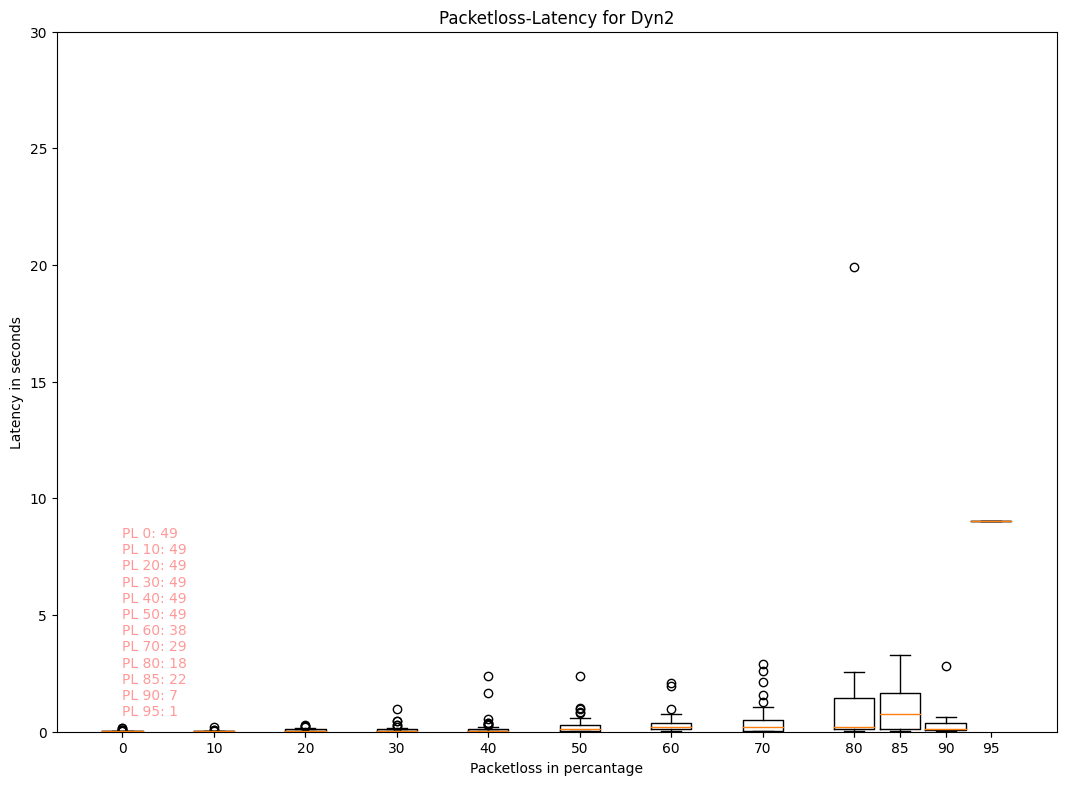 Packetloss-Latency for Dyn2
30
25
20
15
10
5
0
Latency in seconds
PL 0: 49
PL 10: 49
PL 20: 49
PL 30: 49
PL 40: 49
PL 50: 49
PL 60: 38
PL 70: 29
PL 80: 18
PL 85: 22
PL 90: 7
PL 95: 1
0 10 20 30 40 50 60 70 80 85 90 95
Packetloss in percantage